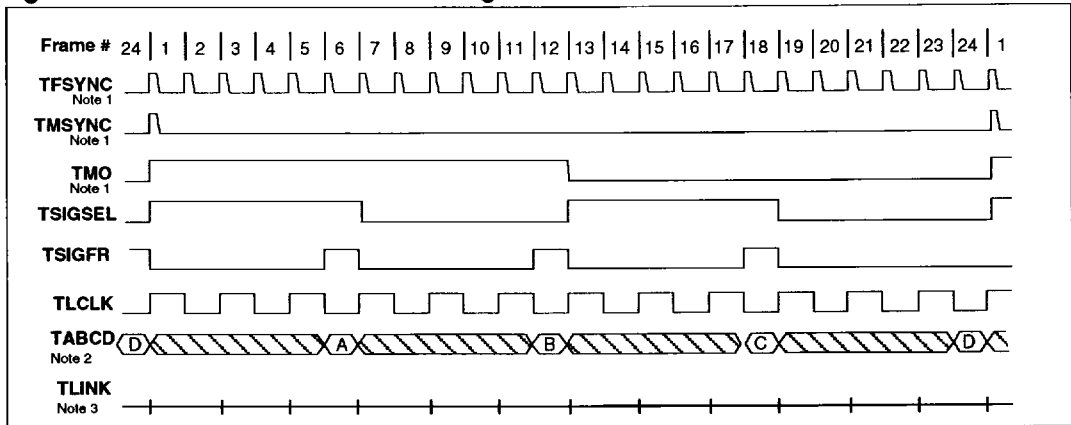 Frame # 24 1 2 3 4 5 6 7 8 9 10 11 12 13 14 15 16 17 18 19 20 21 22 23 24 1
TFSYNC
Note 1
TMSYNC
Note 1
TMO
Note 1
TSIGSEL
TSIGFR
TLCLK
TABCD D A B C D
Note 2
TLINK
Note 3